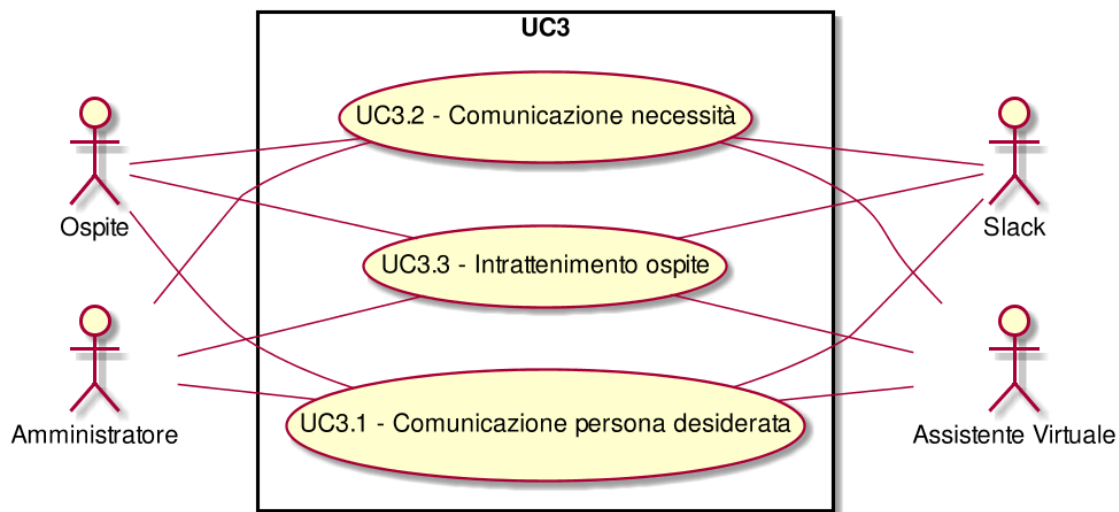 UC3
UC3.2 - Comunicazione necessità
Ospite
Slack
UC3.3 - Intrattenimento ospite
UC3.1 - Comunicazione persona desiderata
Amministratore
Assistente Virtuale